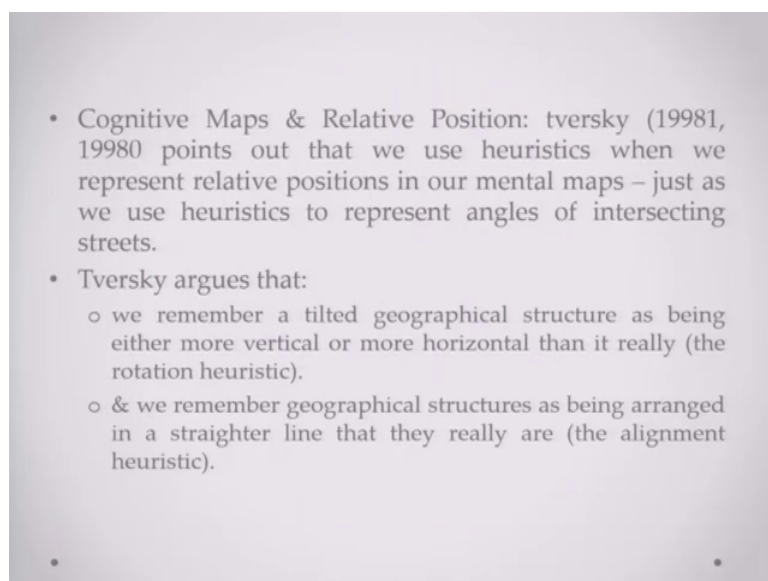 • Cognitive Maps & Relative Position: tversky (19981,
19980 points out that we use heuristics when we
represent relative positions in our mental maps – just as
we use heuristics to represent angles of intersecting
streets.
• Tversky argues that:
o we remember a tilted geographical structure as being
either more vertical or more horizontal than it really (the
rotation heuristic).
o & we remember geographical structures as being arranged
in a straighter line that they really are (the alignment
heuristic).